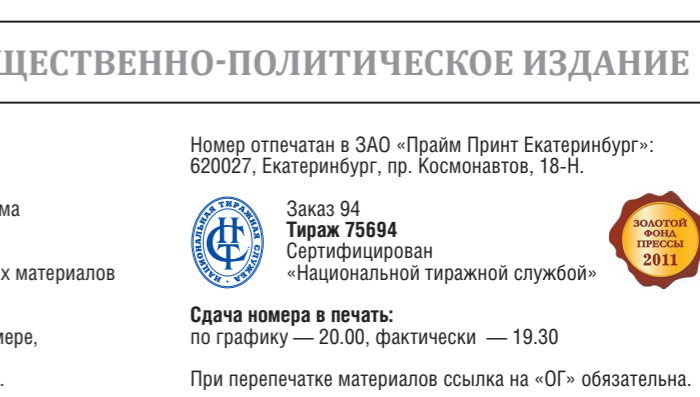 ЩЕСТВЕННО-ПОЛИТИЧЕСКОЕ ИЗДАНИЕ
ма
х материалов
мере,
.
Номер отпечатан в ЗАО «Прайм Принт Екатеринбург»:
620027, Екатеринбург, пр. Космонавтов, 18-Н.
НАЦИОНАЛЬНАЯ ТИРАЖНАЯ СЛУЖБА
НТС
Заказ 94
Тираж 75694
Сертифицирован
«Национальной тиражной службой»
ЗОЛОТОЙ
ФОНД
ПРЕССЫ
2011
Сдача номера в печать:
по графику — 20.00, фактически — 19.30
При перепечатке материалов ссылка на «ОГ» обязательна.